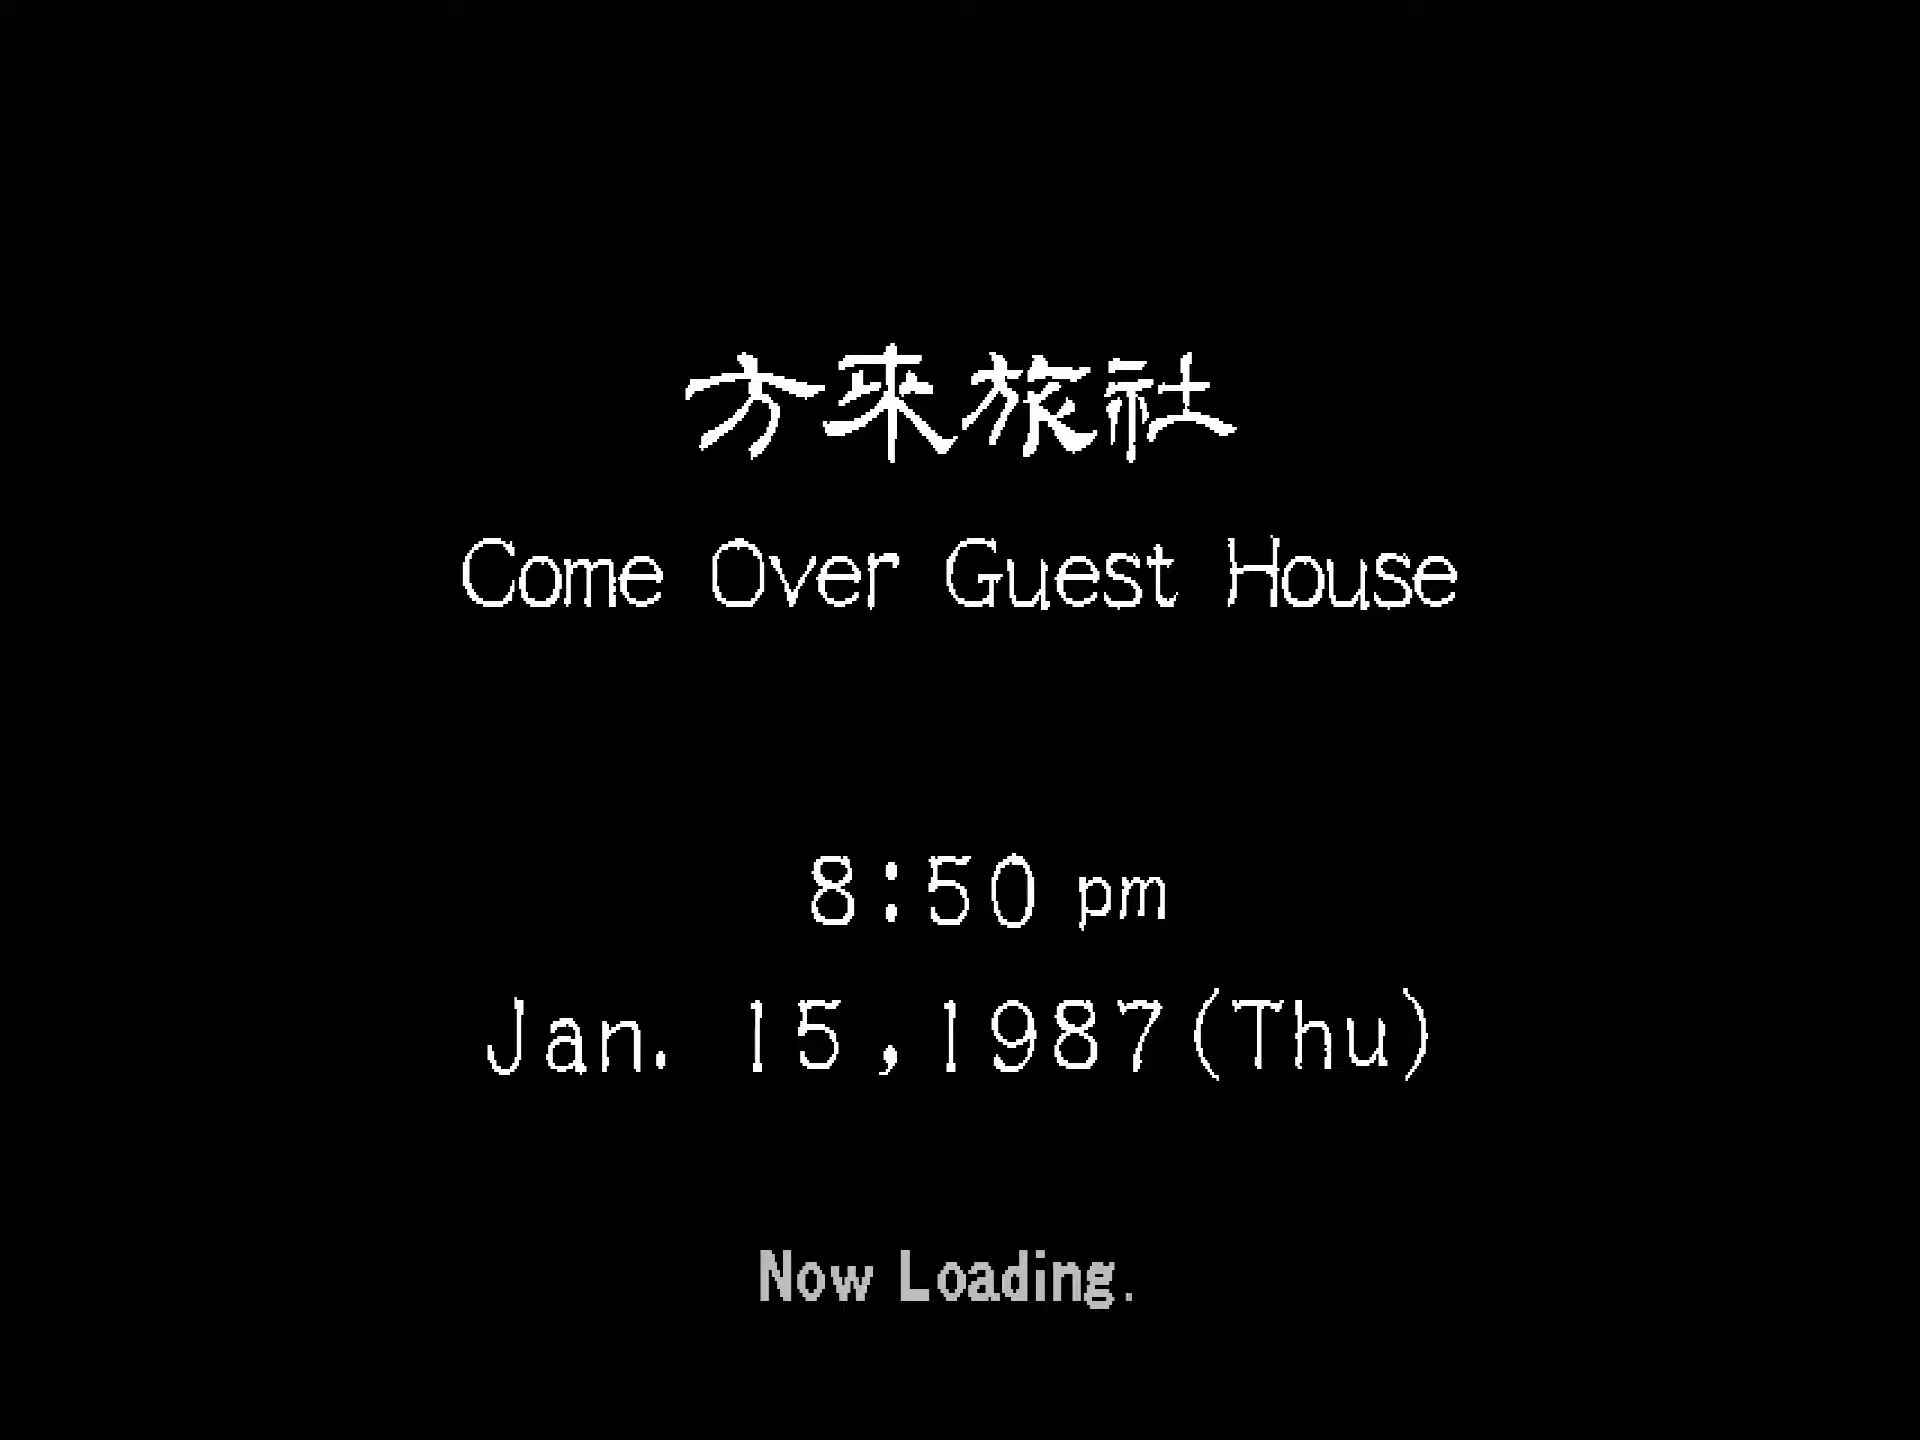 方來旅社
Come Over Guest House
8:50 pm
Jan. 15,1987(Thu)
Now Loading.